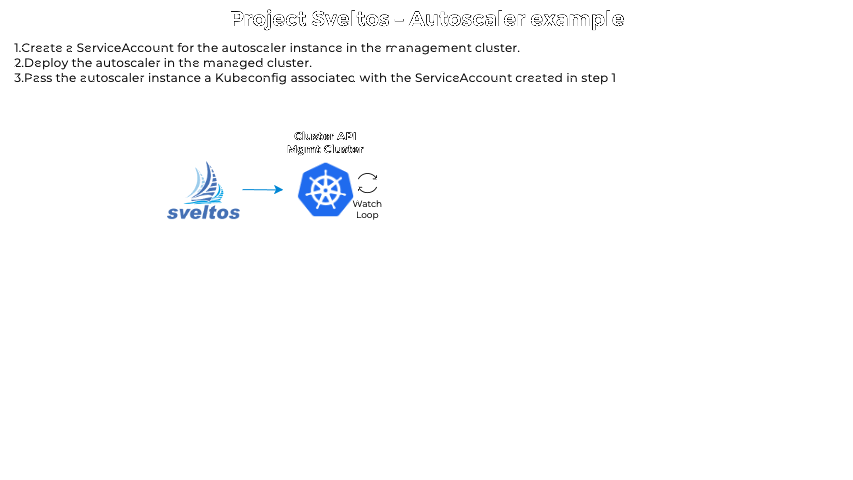 Project Sveltos – Autoscaler example
1.Create a ServiceAccount for the autoscaler instance in the management cluster.
2.Deploy the autoscaler in the managed cluster.
3.Pass the autoscaler instance a Kubeconfig associated with the ServiceAccount created in step 1
Cluster API
Mgmt Cluster
sveltos
Watch
Loop